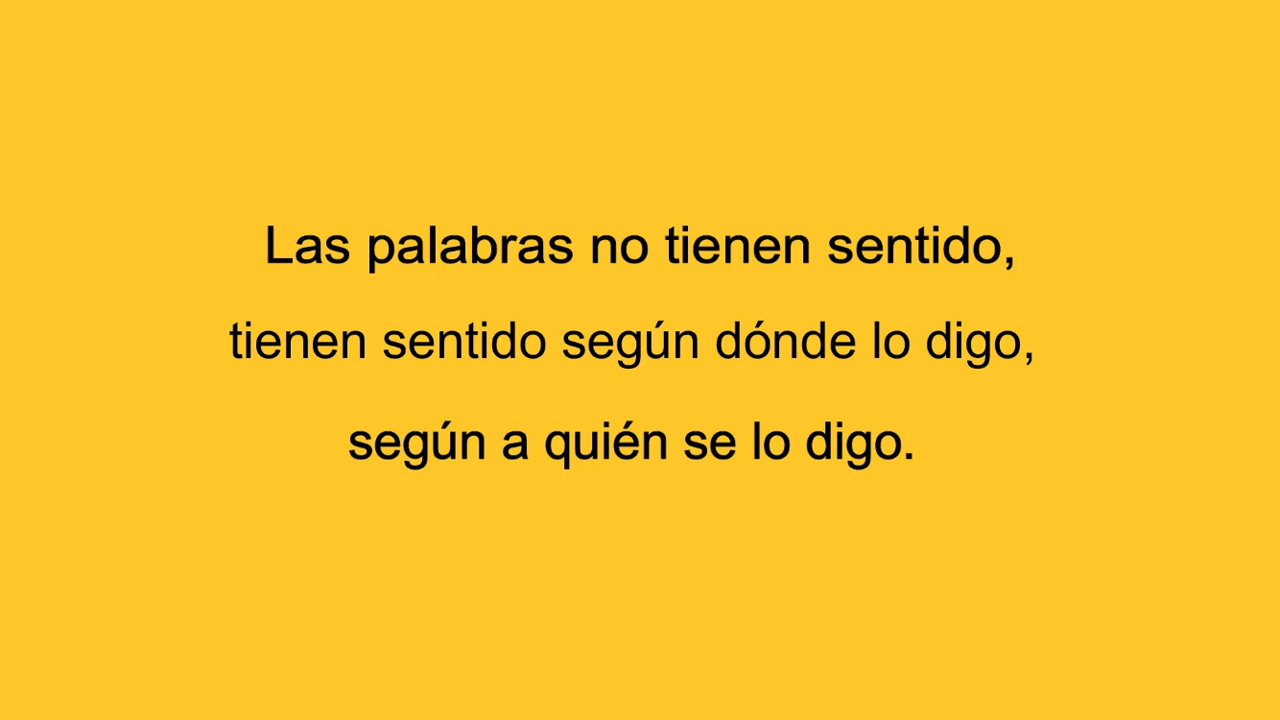 Las palabras no tienen sentido,
tienen sentido según dónde lo digo,
según a quién se lo digo.